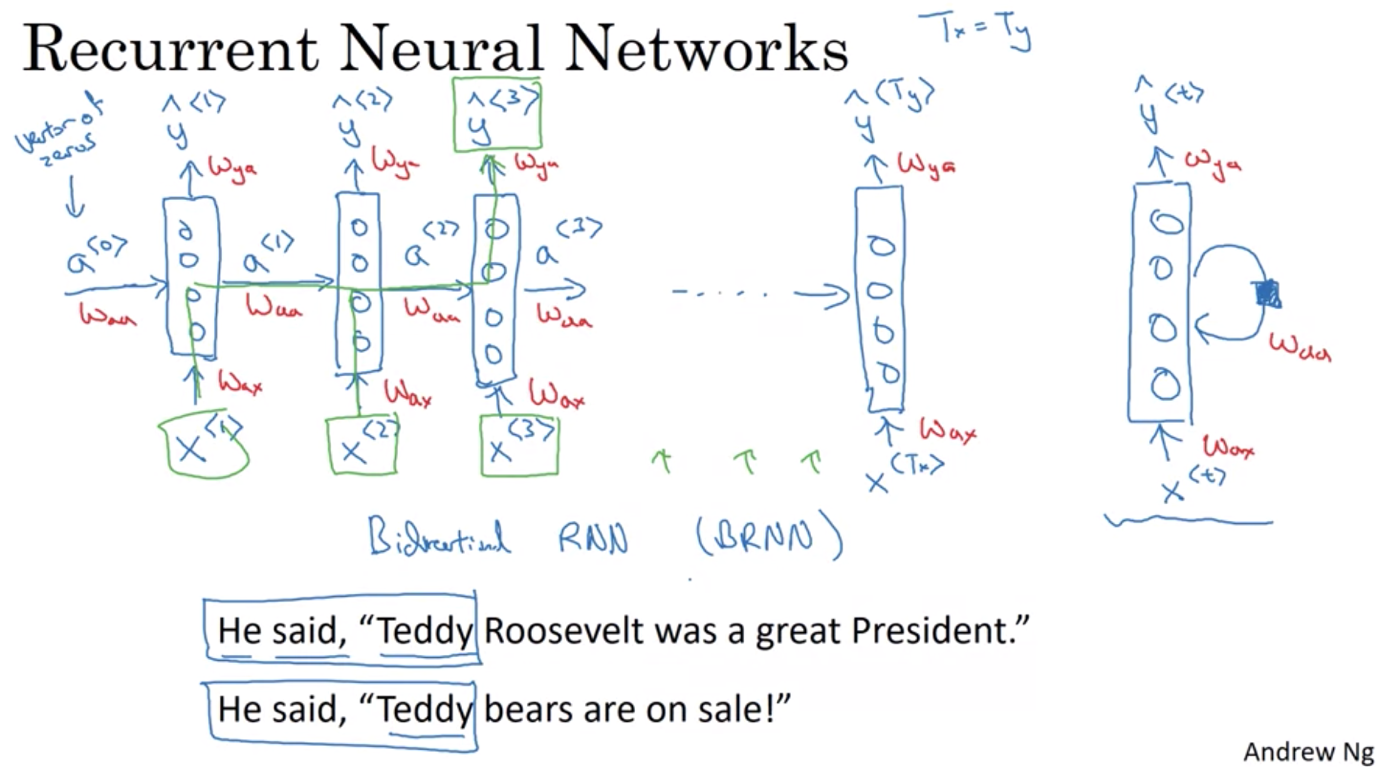 Recurrent Neural Networks
Tx = Ty
vector of zeros
ŷ<1> ŷ<2> ŷ<3> ŷ<Ty> ŷ<t>
Wya Wya Wya Wya Wya
a<0> a<1> a<2> a<3>
Waa Waa Waa Waa Waa
Wax Wax Wax Wax Wax
x<1> x<2> x<3> x<Tx> x<t>
Bidirectional RNN (BRNN)
He said, “Teddy Roosevelt was a great President.”
He said, “Teddy bears are on sale!”
Andrew Ng